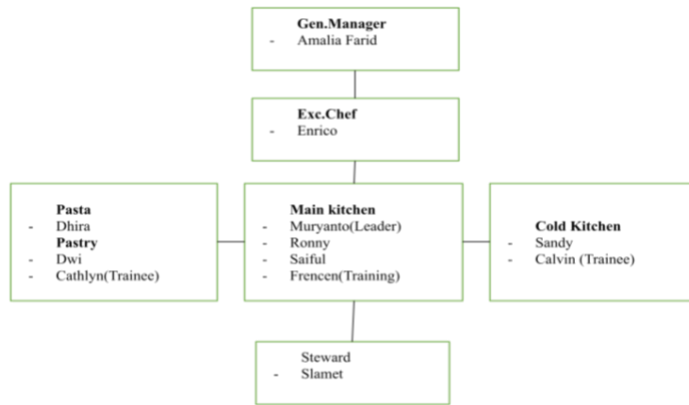 Gen.Manager
- Amalia Farid
Exc.Chef
- Enrico
Pasta
- Dhira
Pastry
- Dwi
- Cathlyn(Trainee)
Main kitchen
- Muryanto(Leader)
- Ronny
- Saiful
- Frencen(Training)
Cold Kitchen
- Sandy
- Calvin (Trainee)
Steward
- Slamet